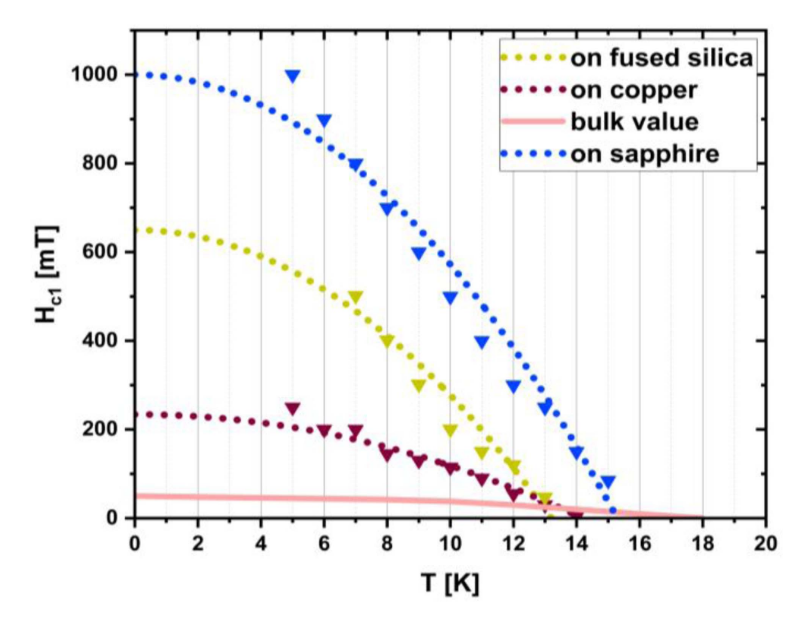 on fused silica
on copper
bulk value
on sapphire
1000
800
600
400
200
0
H_c1 [mT]
0 2 4 6 8 10 12 14 16 18 20
T [K]